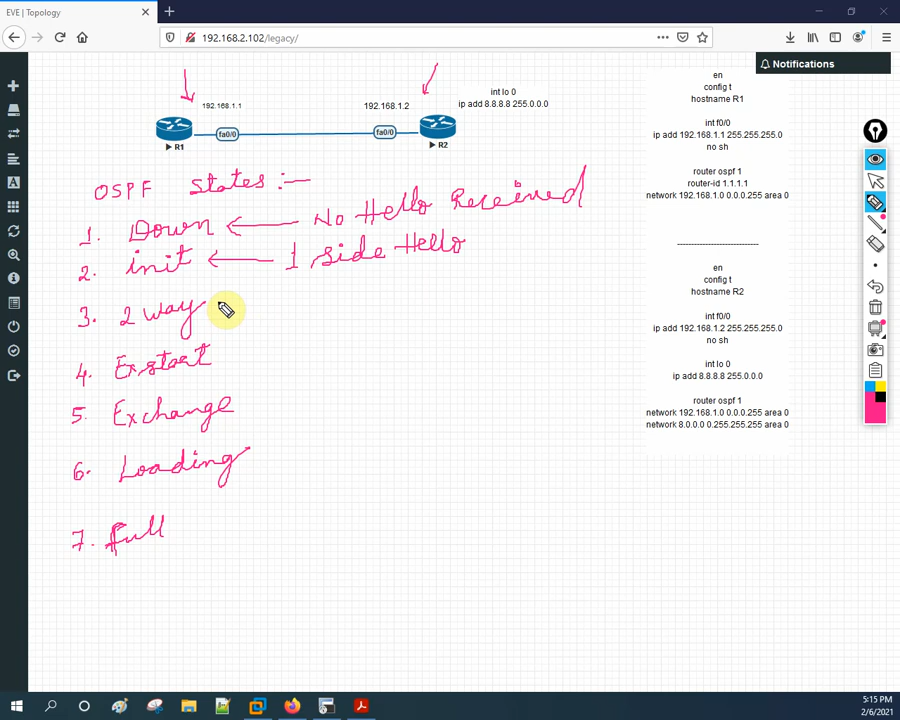 EVE | Topology
192.168.2.102/legacy/
Notifications
192.168.1.1
192.168.1.2
int lo 0
ip add 8.8.8.8 255.0.0.0
fa0/0
fa0/0
R1
R2
OSPF States :-
1. Down ← No Hello Received
2. init ← 1 side Hello
3. 2 way
4. Exstart
5. Exchange
6. Loading
7. Full
en
config t
hostname R1
int f0/0
ip add 192.168.1.1 255.255.255.0
no sh
router ospf 1
router-id 1.1.1.1
network 192.168.1.0 0.0.0.255 area 0
----------------------------
en
config t
hostname R2
int f0/0
ip add 192.168.1.2 255.255.255.0
no sh
int lo 0
ip add 8.8.8.8 255.0.0.0
router ospf 1
network 192.168.1.0 0.0.0.255 area 0
network 8.0.0.0 0.255.255.255 area 0
5:15 PM
2/6/2021